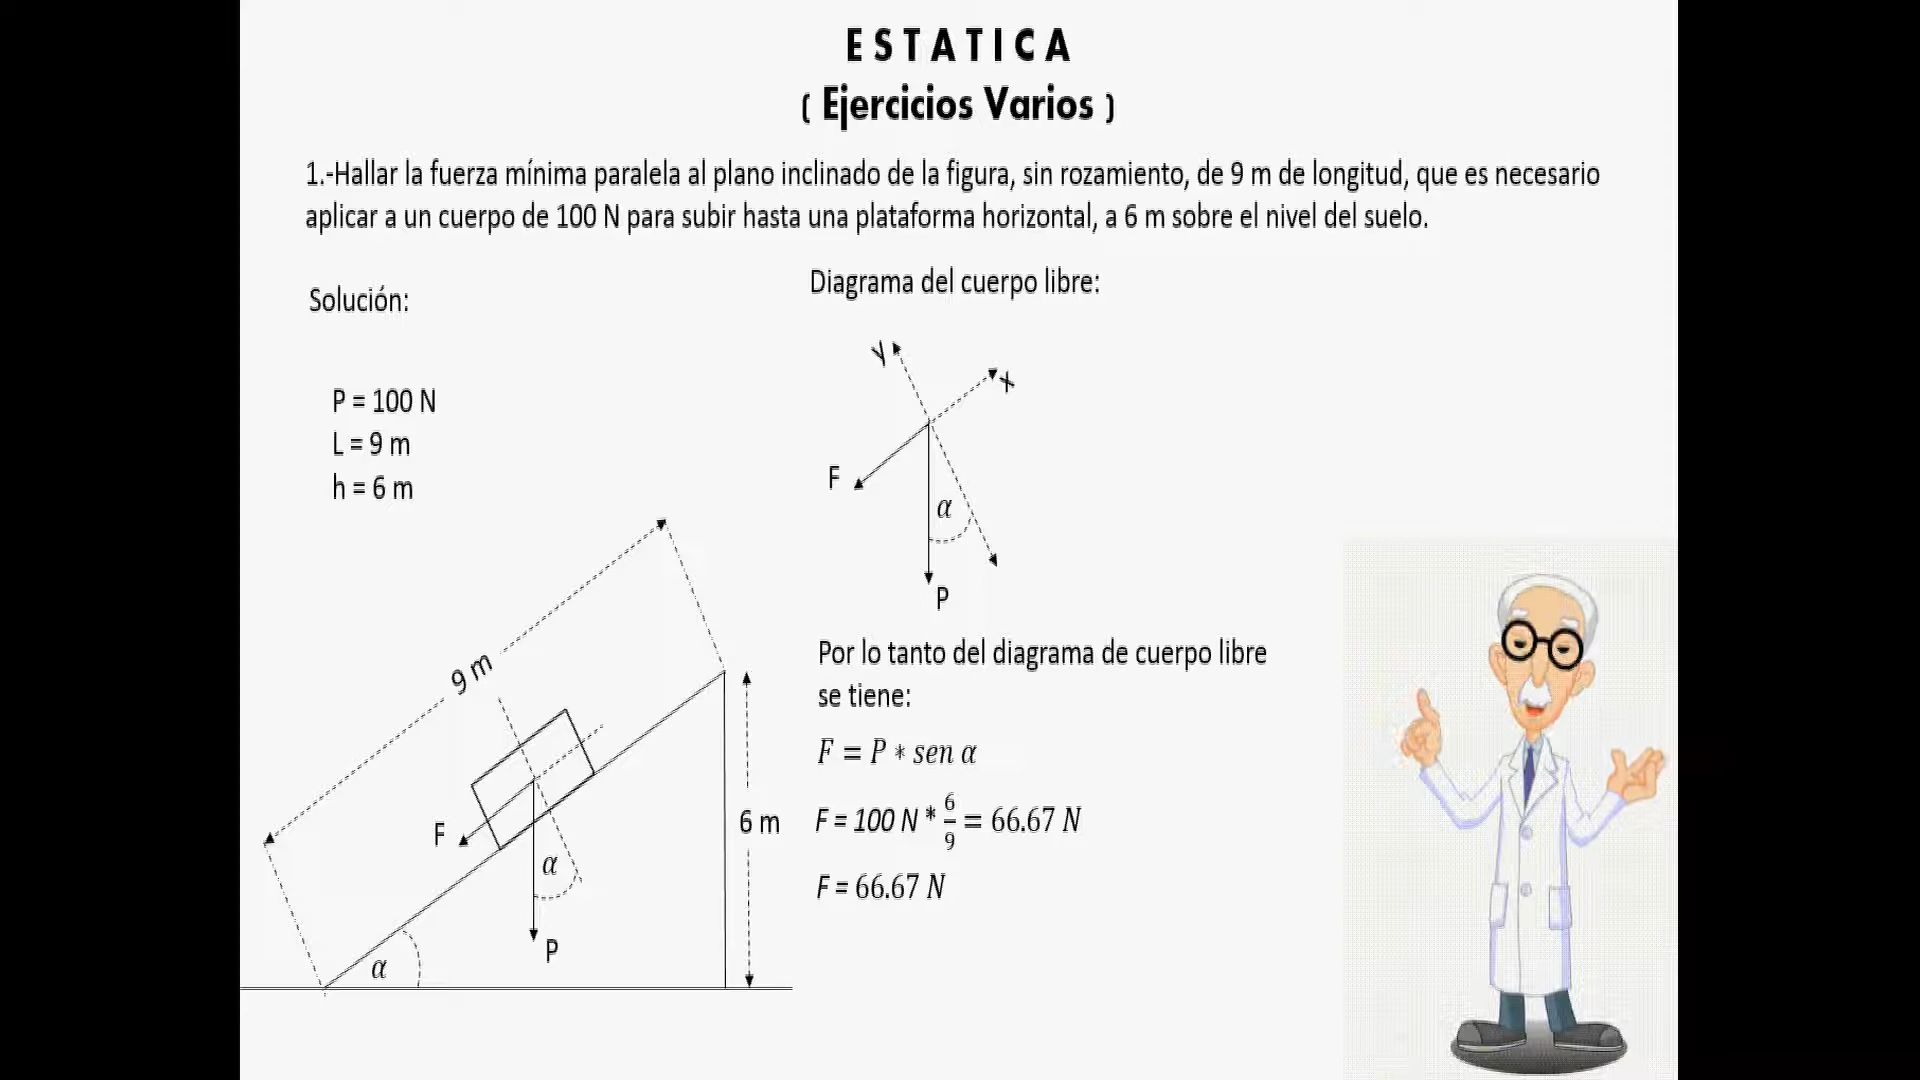 E S T A T I C A
( Ejercicios Varios )
1.-Hallar la fuerza mínima paralela al plano inclinado de la figura, sin rozamiento, de 9 m de longitud, que es necesario
aplicar a un cuerpo de 100 N para subir hasta una plataforma horizontal, a 6 m sobre el nivel del suelo.
Solución:
P = 100 N
L = 9 m
h = 6 m
9 m
F
α
P
α
6 m
Diagrama del cuerpo libre:
y
x
F
α
P
Por lo tanto del diagrama de cuerpo libre
se tiene:
F = P * sen α
F = 100 N * 6/9 = 66.67 N
F = 66.67 N